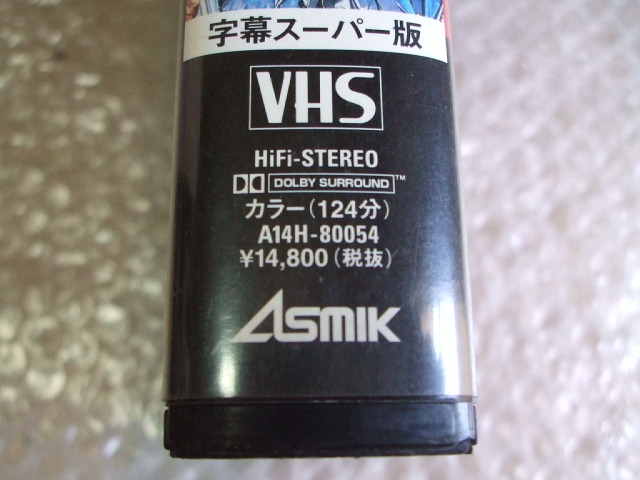 字幕スーパー版
VHS
HiFi-STEREO
DOLBY SURROUND™
カラー(124分)
A14H-80054
¥14,800(税抜)
ASMIK